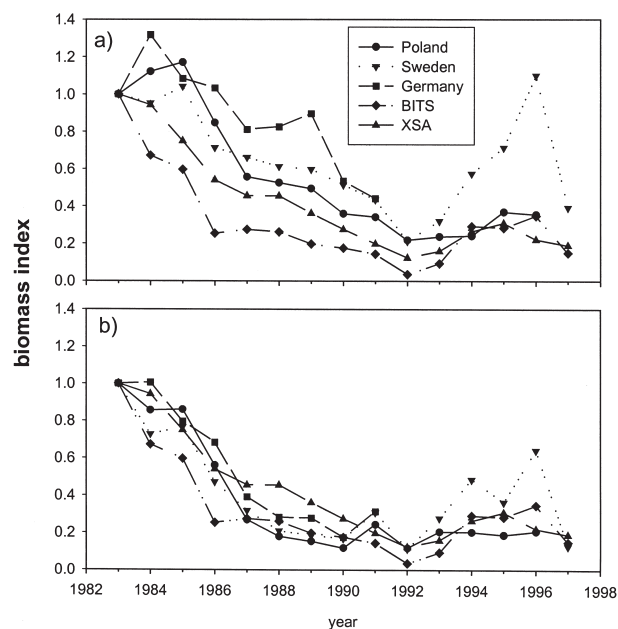 a)
Poland
Sweden
Germany
BITS
XSA
1.4
1.2
1.0
0.8
0.6
0.4
0.2
0.0
biomass index
b)
1.4
1.2
1.0
0.8
0.6
0.4
0.2
0.0
1982 1984 1986 1988 1990 1992 1994 1996 1998
year